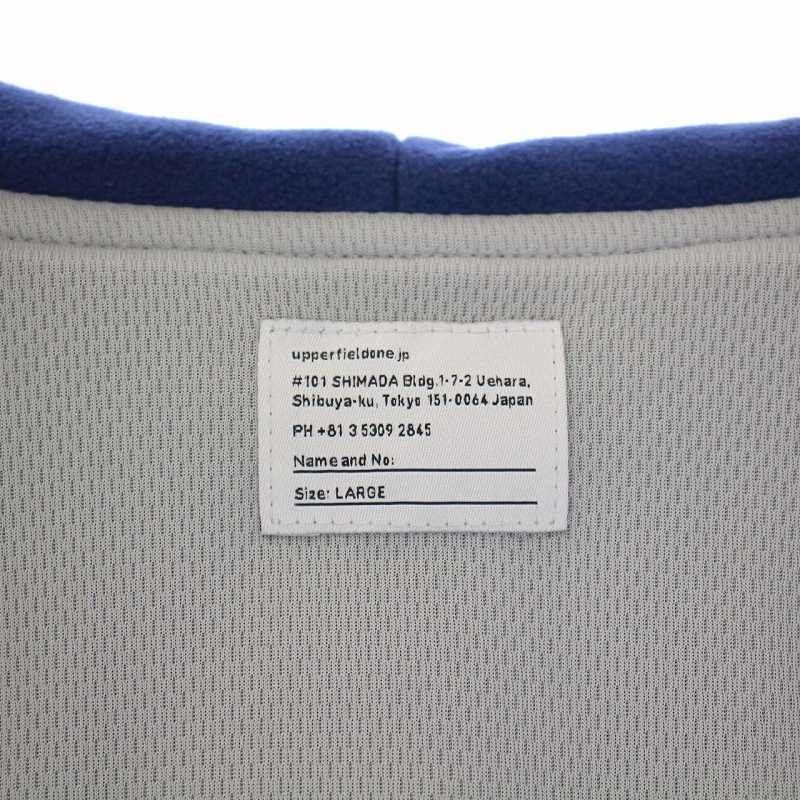 upperfieldone.jp
#101 SHIMADA Bldg.1-7-2 Uehara,
Shibuya-ku, Tokyo 151-0064 Japan
PH +81 3 5309 2845
Name and No:
Size: LARGE